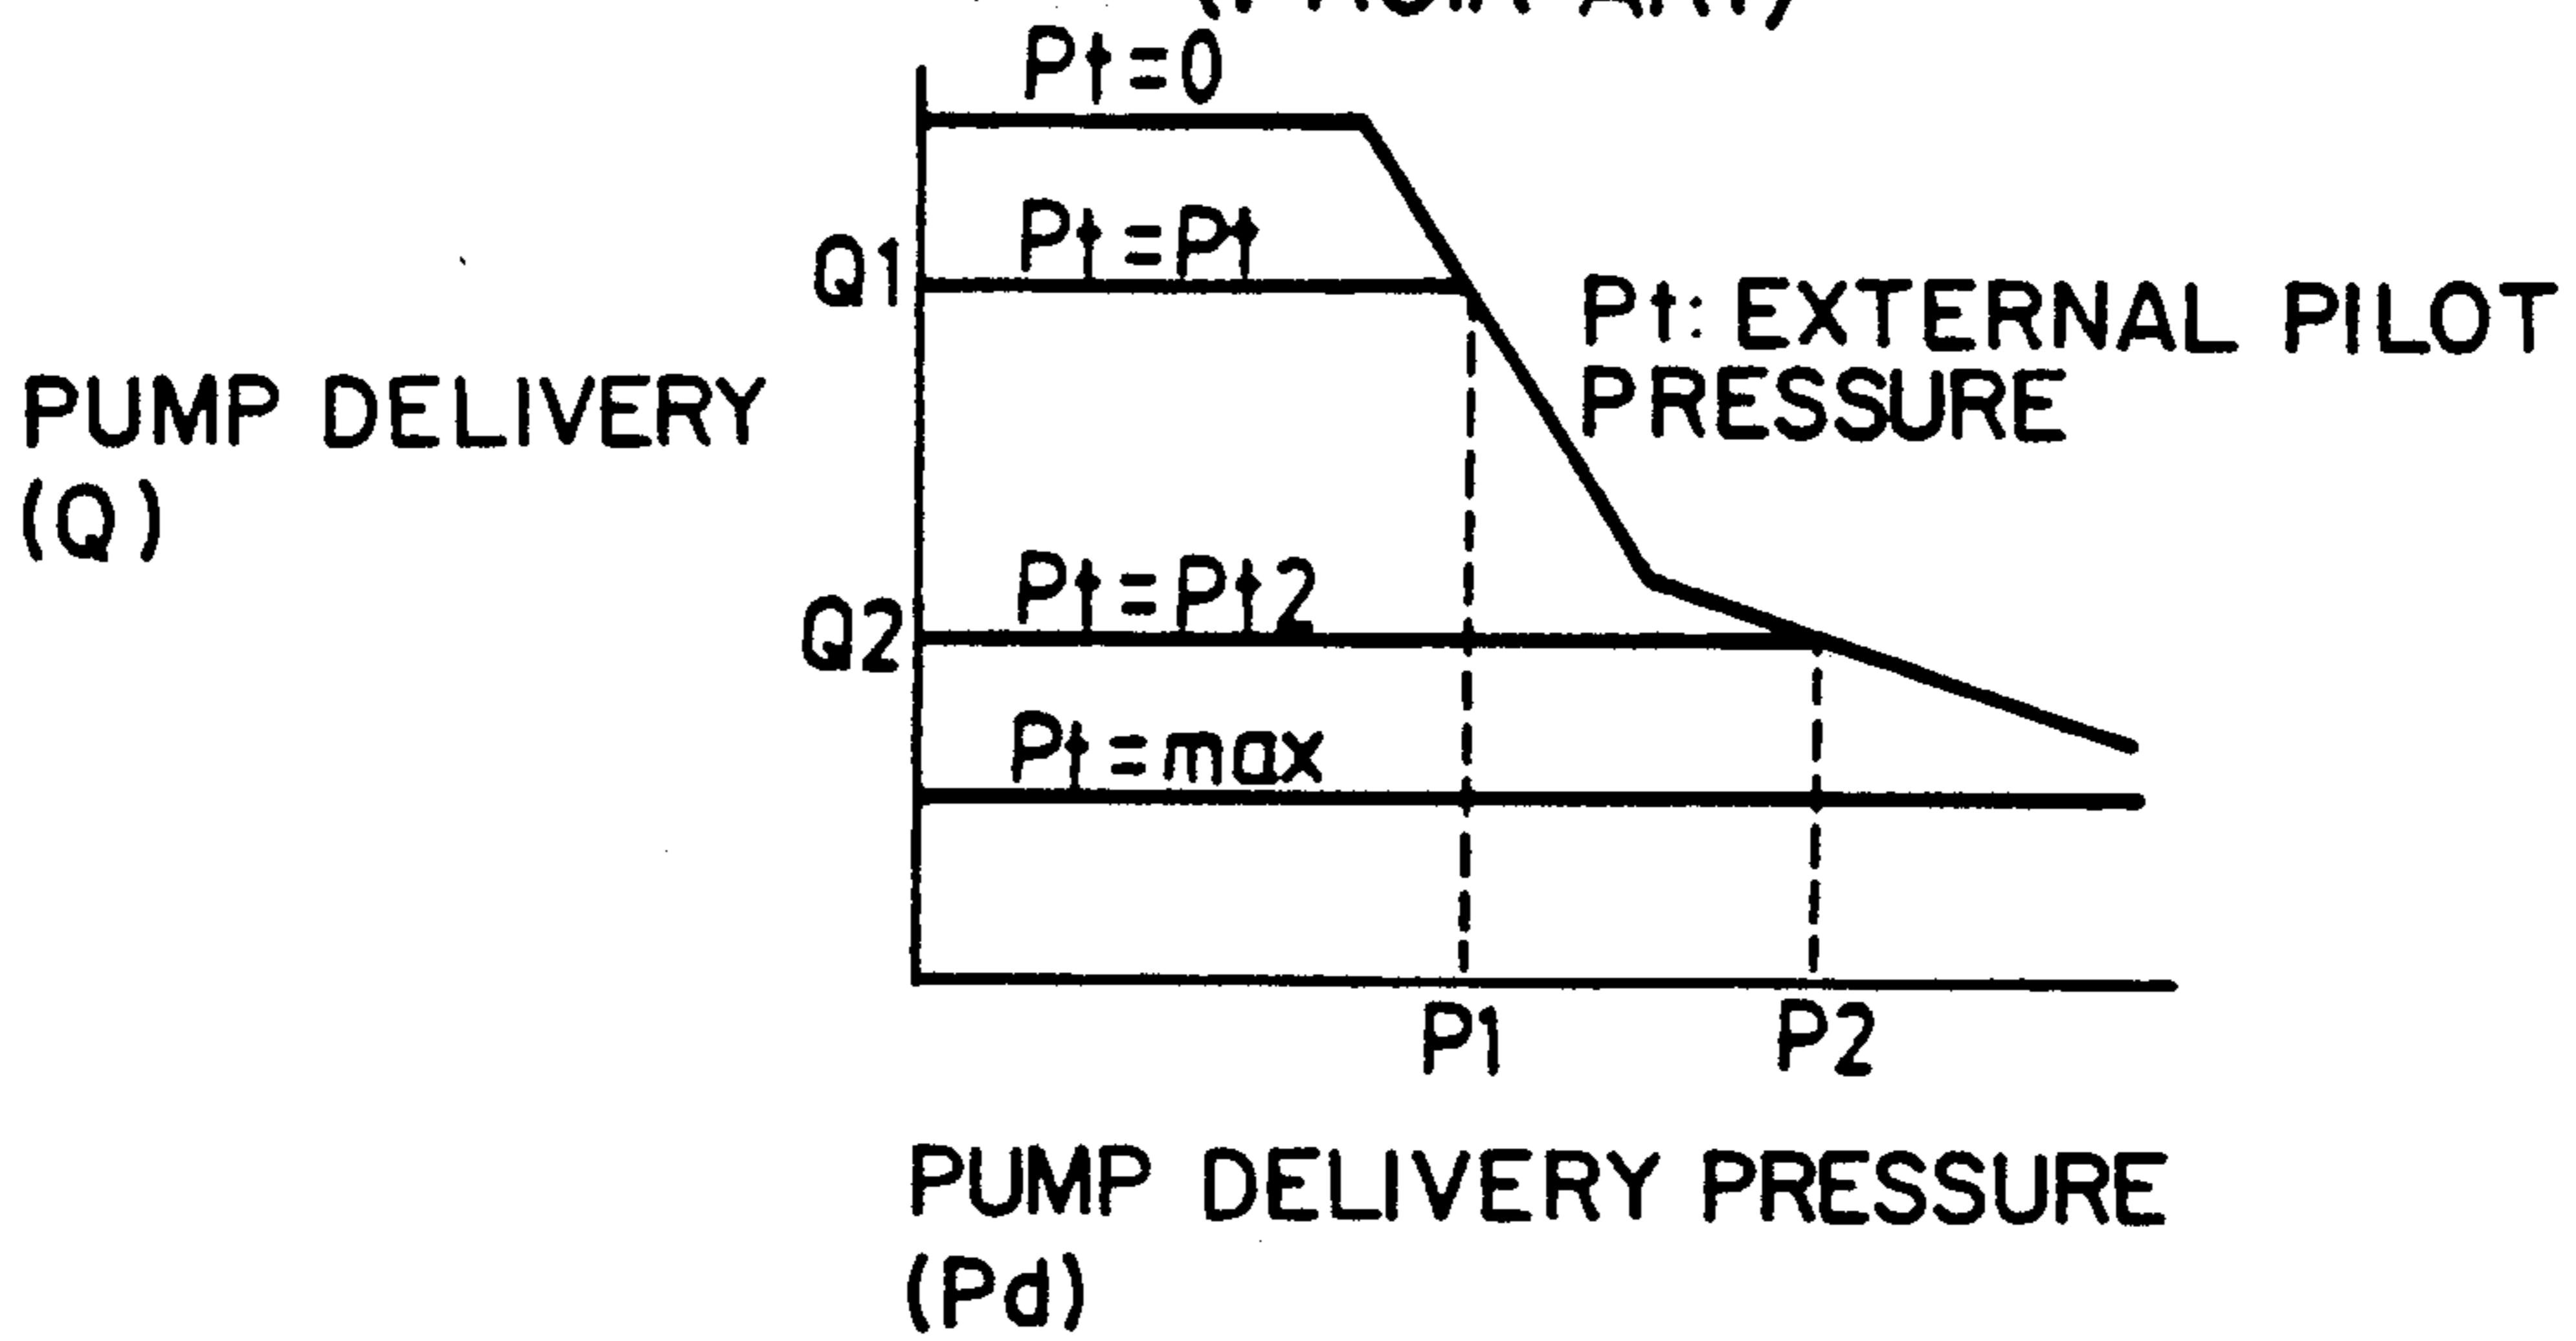 Pt=0
Pt=Pt
Q1
Pt: EXTERNAL PILOT
PRESSURE
PUMP DELIVERY
(Q)
Pt=Pt2
Q2
Pt=max
P1
P2
PUMP DELIVERY PRESSURE
(Pd)